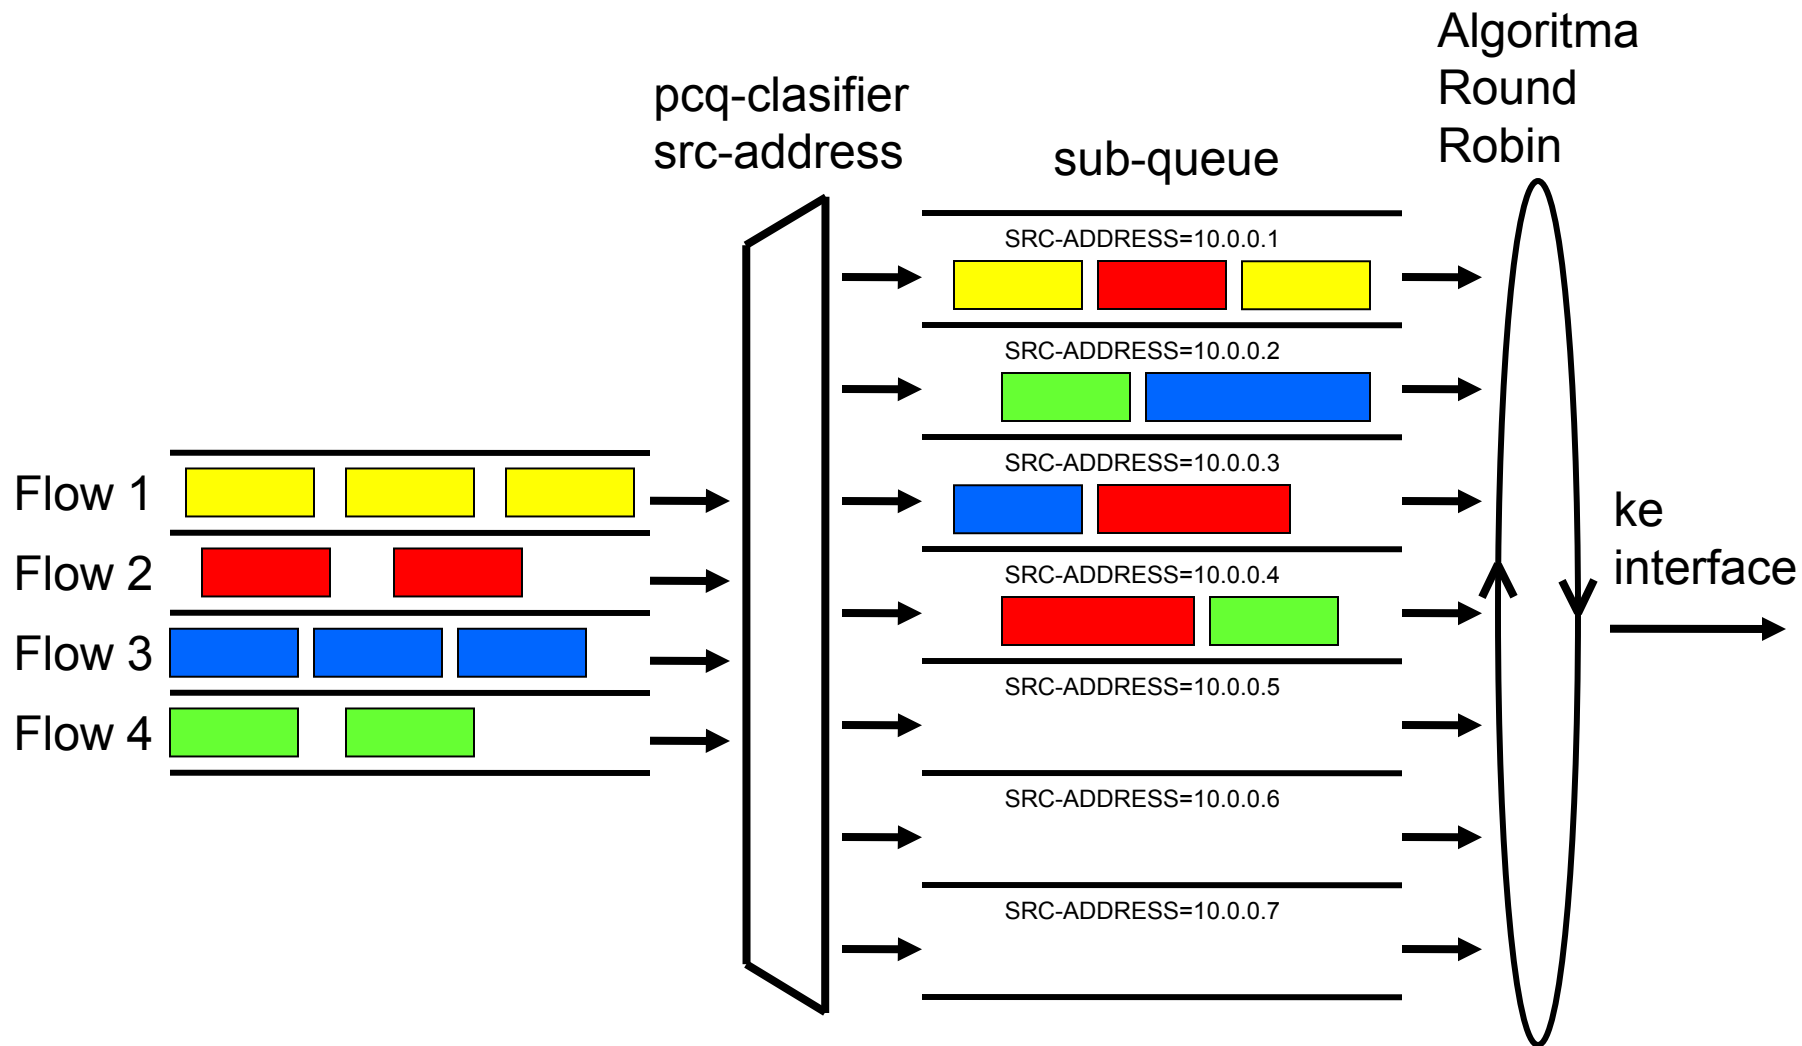 Algoritma
Round
Robin
pcq-clasifier
src-address
sub-queue
SRC-ADDRESS=10.0.0.1
SRC-ADDRESS=10.0.0.2
SRC-ADDRESS=10.0.0.3
SRC-ADDRESS=10.0.0.4
SRC-ADDRESS=10.0.0.5
SRC-ADDRESS=10.0.0.6
SRC-ADDRESS=10.0.0.7
Flow 1
Flow 2
Flow 3
Flow 4
ke
interface